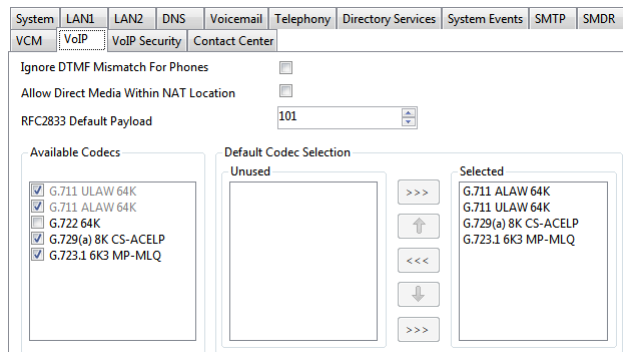 System LAN1 LAN2 DNS Voicemail Telephony Directory Services System Events SMTP SMDR
VCM VoIP VoIP Security Contact Center
Ignore DTMF Mismatch For Phones
Allow Direct Media Within NAT Location
RFC2833 Default Payload 101
Available Codecs Default Codec Selection
Unused Selected
G.711 ULAW 64K
G.711 ALAW 64K
G.722 64K
G.729(a) 8K CS-ACELP
G.723.1 6K3 MP-MLQ
>>>
<<<
>>>
G.711 ALAW 64K
G.711 ULAW 64K
G.729(a) 8K CS-ACELP
G.723.1 6K3 MP-MLQ